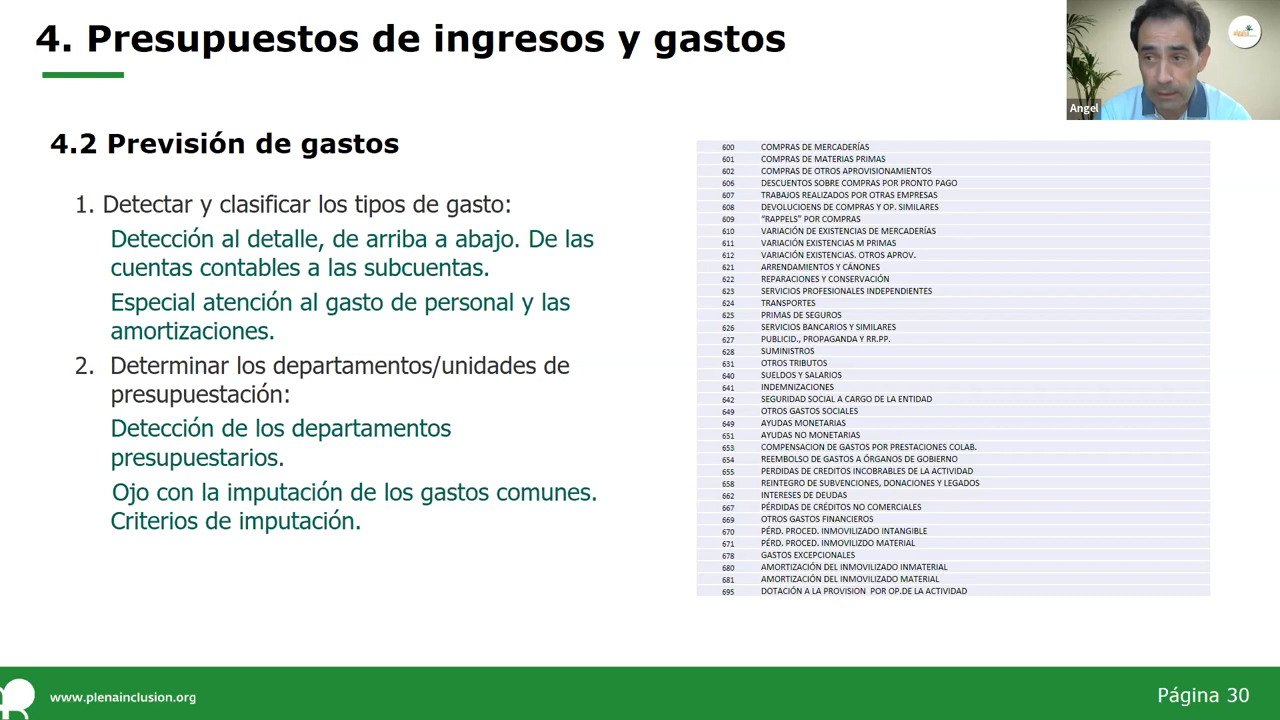 4. Presupuestos de ingresos y gastos
Angel
4.2 Previsión de gastos
1. Detectar y clasificar los tipos de gasto:
Detección al detalle, de arriba a abajo. De las
cuentas contables a las subcuentas.
Especial atención al gasto de personal y las
amortizaciones.
2. Determinar los departamentos/unidades de
presupuestación:
Detección de los departamentos
presupuestarios.
Ojo con la imputación de los gastos comunes.
Criterios de imputación.
600 COMPRAS DE MERCADERÍAS
601 COMPRAS DE MATERIAS PRIMAS
602 COMPRAS DE OTROS APROVISIONAMIENTOS
606 DESCUENTOS SOBRE COMPRAS POR PRONTO PAGO
607 TRABAJOS REALIZADOS POR OTRAS EMPRESAS
608 DEVOLUCIOENS DE COMPRAS Y OP. SIMILARES
609 “RAPPELS” POR COMPRAS
610 VARIACIÓN DE EXISTENCIAS DE MERCADERÍAS
611 VARIACIÓN EXISTENCIAS M PRIMAS
612 VARIACIÓN EXISTENCIAS. OTROS APROV.
621 ARRENDAMIENTOS Y CÁNONES
622 REPARACIONES Y CONSERVACIÓN
623 SERVICIOS PROFESIONALES INDEPENDIENTES
624 TRANSPORTES
625 PRIMAS DE SEGUROS
626 SERVICIOS BANCARIOS Y SIMILARES
627 PUBLICID., PROPAGANDA Y RR.PP.
628 SUMINISTROS
631 OTROS TRIBUTOS
640 SUELDOS Y SALARIOS
641 INDEMNIZACIONES
642 SEGURIDAD SOCIAL A CARGO DE LA ENTIDAD
649 OTROS GASTOS SOCIALES
649 AYUDAS MONETARIAS
651 AYUDAS NO MONETARIAS
653 COMPENSACION DE GASTOS POR PRESTACIONES COLAB.
654 REEMBOLSO DE GASTOS A ÓRGANOS DE GOBIERNO
655 PERDIDAS DE CREDITOS INCOBRABLES DE LA ACTIVIDAD
658 REINTEGRO DE SUBVENCIONES, DONACIONES Y LEGADOS
662 INTERESES DE DEUDAS
667 PÉRDIDAS DE CRÉDITOS NO COMERCIALES
669 OTROS GASTOS FINANCIEROS
670 PÉRD. PROCED. INMOVILIZADO INTANGIBLE
671 PÉRD. PROCED. INMOVILIZDO MATERIAL
678 GASTOS EXCEPCIONALES
680 AMORTIZACIÓN DEL INMOVILIZADO INMATERIAL
681 AMORTIZACIÓN DEL INMOVILIZADO MATERIAL
695 DOTACIÓN A LA PROVISION POR OP.DE LA ACTIVIDAD
www.plenainclusion.org
Página 30